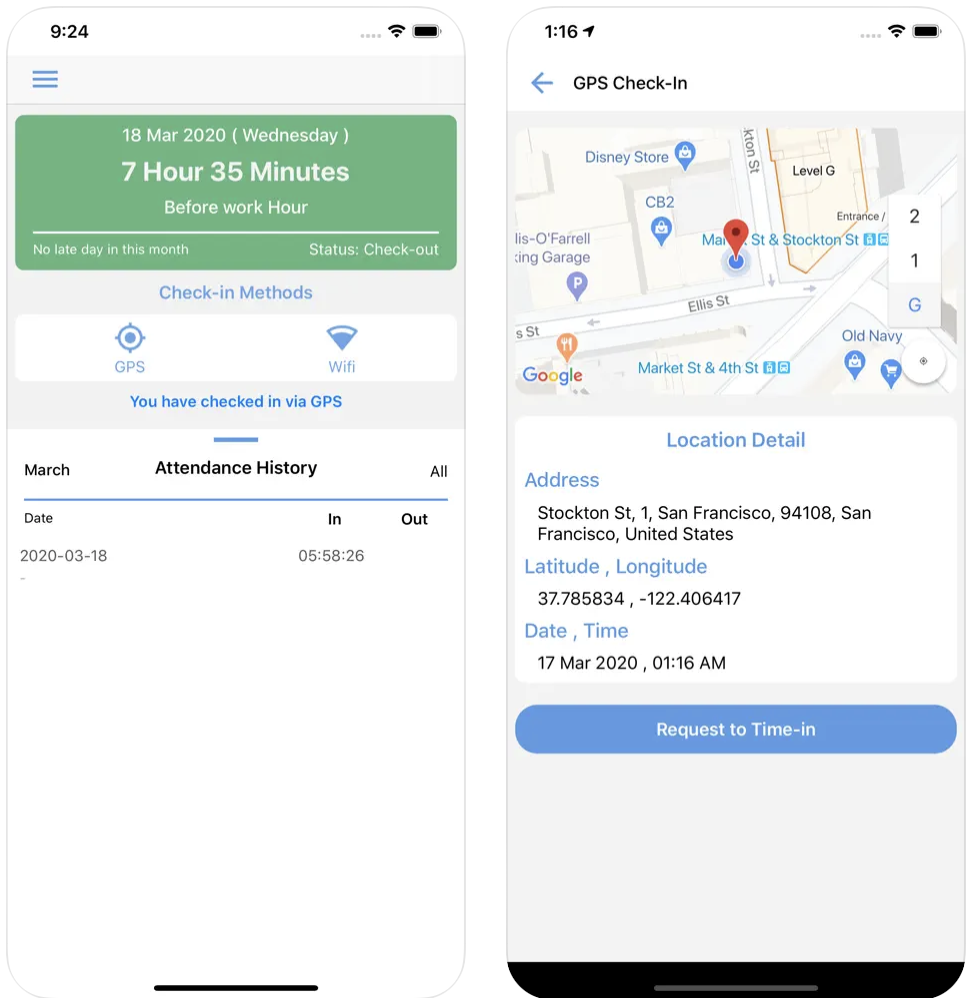 9:24
18 Mar 2020 ( Wednesday )
7 Hour 35 Minutes
Before work Hour
No late day in this month
Status: Check-out
Check-in Methods
GPS
Wifi
You have checked in via GPS
March
Attendance History
All
Date
In
Out
2020-03-18
05:58:26
-
1:16
GPS Check-In
Disney Store
kton St
Level G
CB2
Entrance /
2
lis-O'Farrell
king Garage
St & Stockton St
1
P
Ellis St
G
s St
Old Navy
Google
Market St & 4th St
Location Detail
Address
Stockton St, 1, San Francisco, 94108, San
Francisco, United States
Latitude , Longitude
37.785834 , -122.406417
Date , Time
17 Mar 2020 , 01:16 AM
Request to Time-in